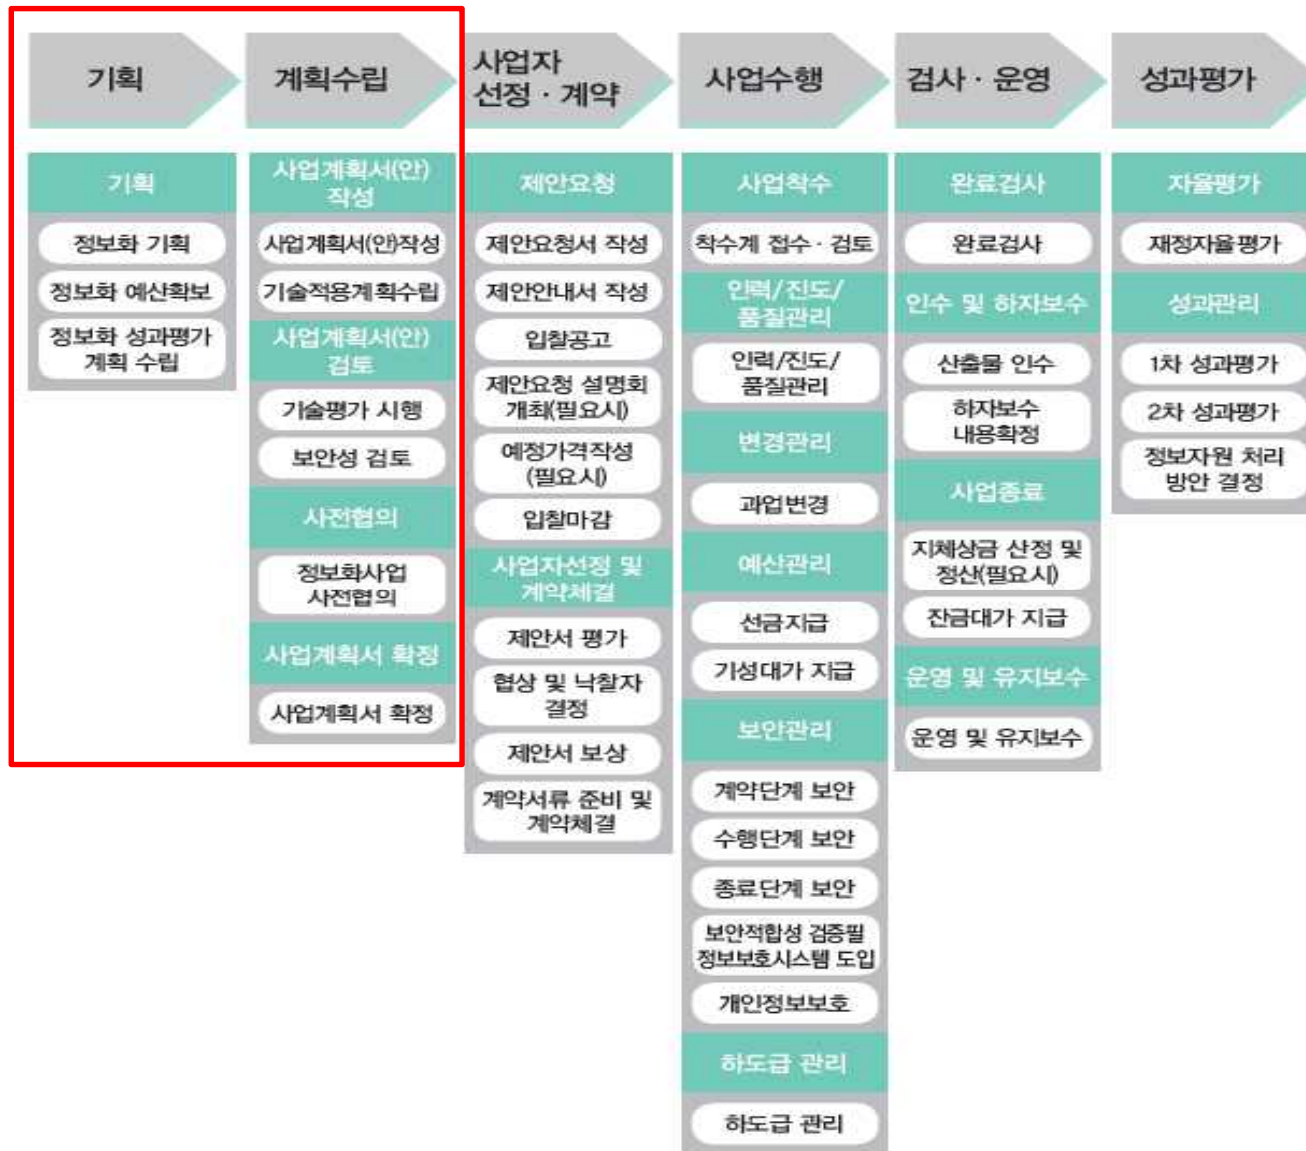 기획
계획수립
사업자
선정 · 계약
사업수행
검사 · 운영
성과평가
기획
정보화 기획
정보화 예산확보
정보화 성과평가
계획 수립
사업계획서(안)
작성
사업계획서(안)작성
기술적용계획수립
사업계획서(안)
검토
기술평가 시행
보안성 검토
사전협의
정보화사업
사전협의
사업계획서 확정
사업계획서 확정
제안요청
제안요청서 작성
제안안내서 작성
입찰공고
제안요청 설명회
개최(필요시)
예정가격작성
(필요시)
입찰마감
사업자선정 및
계약체결
제안서 평가
협상 및 낙찰자
결정
제안서 보상
계약서류 준비 및
계약체결
사업착수
착수계 접수 · 검토
인력/진도/
품질관리
인력/진도/
품질관리
변경관리
과업변경
예산관리
선금지급
기성대가 지급
보안관리
계약단계 보안
수행단계 보안
종료단계 보안
보안적합성 검증필
정보보호시스템 도입
개인정보보호
하도급 관리
하도급 관리
완료검사
완료검사
인수 및 하자보수
산출물 인수
하자보수
내용확정
사업종료
지체상금 산정 및
정산(필요시)
잔금대가 지급
운영 및 유지보수
운영 및 유지보수
자율평가
재정자율평가
성과관리
1차 성과평가
2차 성과평가
정보자원 처리
방안 결정